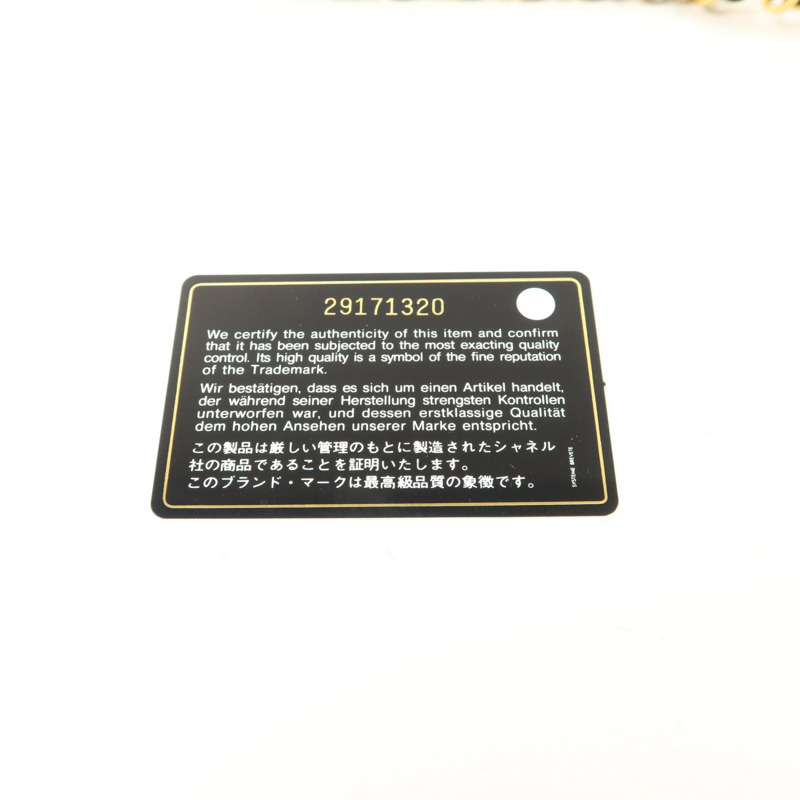 29171320
We certify the authenticity of this item and confirm
that it has been subjected to the most exacting quality
control. Its high quality is a symbol of the fine reputation
of the Trademark.
Wir bestätigen, dass es sich um einen Artikel handelt,
der während seiner Herstellung strengsten Kontrollen
unterworfen war, und dessen erstklassige Qualität
dem hohen Ansehen unserer Marke entspricht.
この製品は厳しい管理のもとに製造されたシャネル
社の商品であることを証明いたします。
このブランド・マークは最高級品質の象徴です。
SYSTEME BREVETE